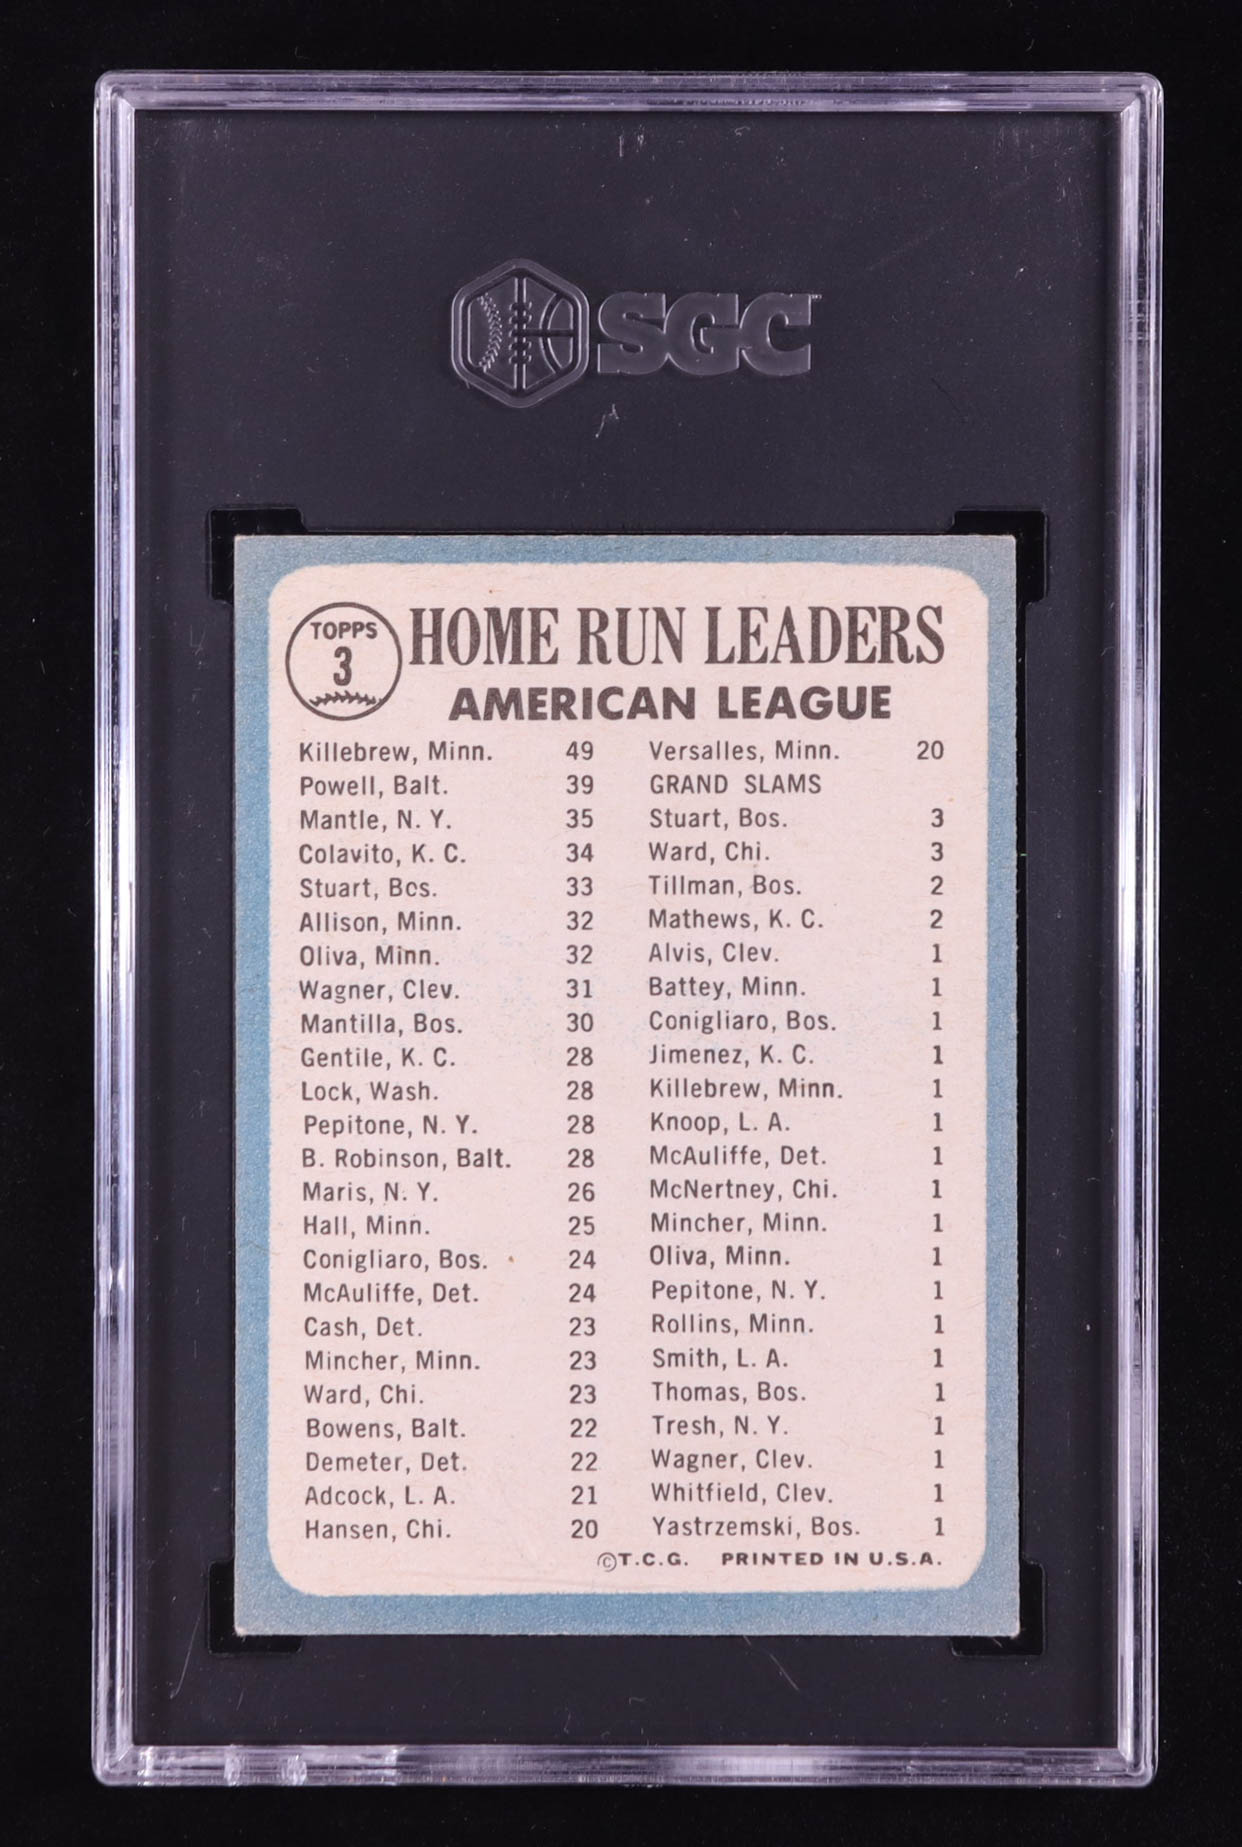 SGC
TOPPS
3
HOME RUN LEADERS
AMERICAN LEAGUE
Killebrew, Minn. 49
Powell, Balt. 39
Mantle, N. Y. 35
Colavito, K. C. 34
Stuart, Bos. 33
Allison, Minn. 32
Oliva, Minn. 32
Wagner, Clev. 31
Mantilla, Bos. 30
Gentile, K. C. 28
Lock, Wash. 28
Pepitone, N. Y. 28
B. Robinson, Balt. 28
Maris, N. Y. 26
Hall, Minn. 25
Conigliaro, Bos. 24
McAuliffe, Det. 24
Cash, Det. 23
Mincher, Minn. 23
Ward, Chi. 23
Bowens, Balt. 22
Demeter, Det. 22
Adcock, L. A. 21
Hansen, Chi. 20
Versalles, Minn. 20
GRAND SLAMS
Stuart, Bos. 3
Ward, Chi. 3
Tillman, Bos. 2
Mathews, K. C. 2
Alvis, Clev. 1
Battey, Minn. 1
Conigliaro, Bos. 1
Jimenez, K. C. 1
Killebrew, Minn. 1
Knoop, L. A. 1
McAuliffe, Det. 1
McNertney, Chi. 1
Mincher, Minn. 1
Oliva, Minn. 1
Pepitone, N. Y. 1
Rollins, Minn. 1
Smith, L. A. 1
Thomas, Bos. 1
Tresh, N. Y. 1
Wagner, Clev. 1
Whitfield, Clev. 1
Yastrzemski, Bos. 1
©T.C.G. PRINTED IN U.S.A.